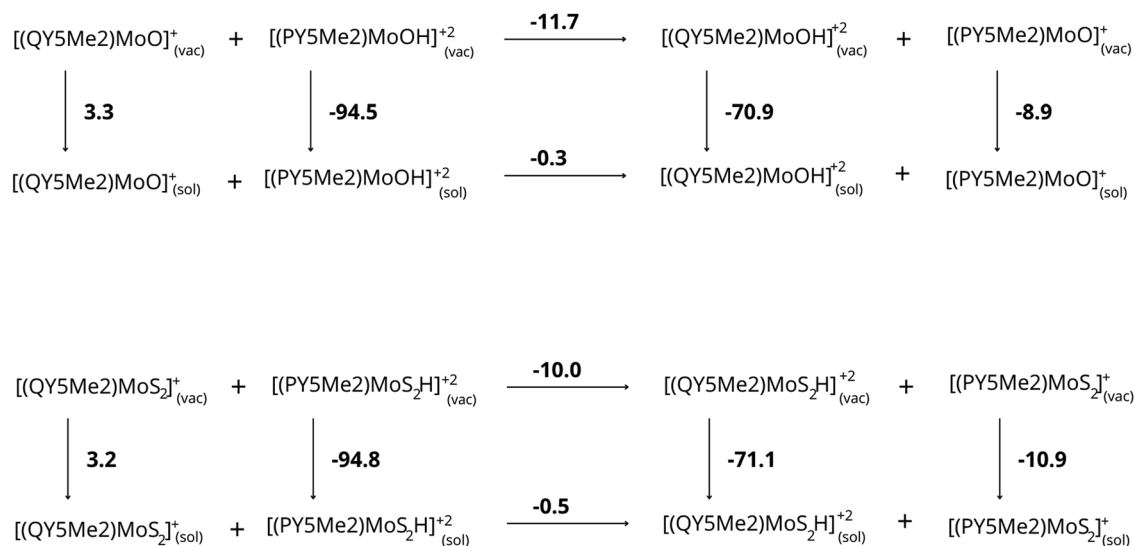 -11.7
[(QY5Me2)MoO]⁺(vac) + [(PY5Me2)MoOH]⁺²(vac) [(QY5Me2)MoOH]⁺²(vac) + [(PY5Me2)MoO]⁺(vac)
3.3 -94.5 -70.9 -8.9
-0.3
[(QY5Me2)MoO]⁺(sol) + [(PY5Me2)MoOH]⁺²(sol) [(QY5Me2)MoOH]⁺²(sol) + [(PY5Me2)MoO]⁺(sol)
-10.0
[(QY5Me2)MoS₂]⁺(vac) + [(PY5Me2)MoS₂H]⁺²(vac) [(QY5Me2)MoS₂H]⁺²(vac) + [(PY5Me2)MoS₂]⁺(vac)
3.2 -94.8 -71.1 -10.9
-0.5
[(QY5Me2)MoS₂]⁺(sol) + [(PY5Me2)MoS₂H]⁺²(sol) [(QY5Me2)MoS₂H]⁺²(sol) + [(PY5Me2)MoS₂]⁺(sol)